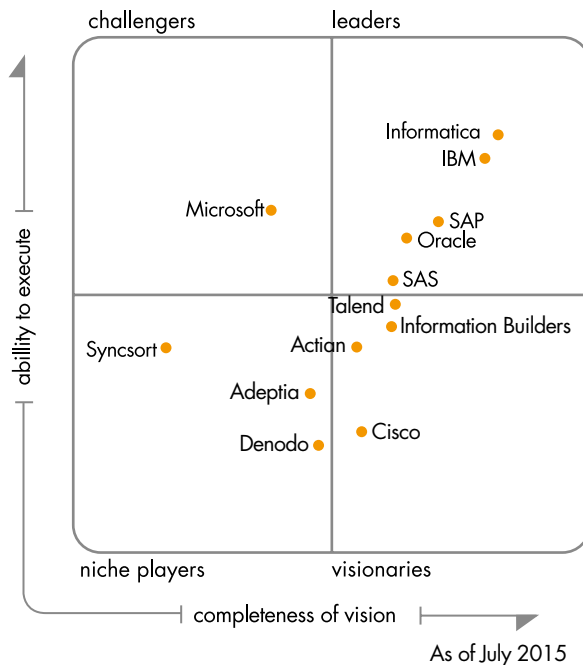 challengers
leaders
Informatica
IBM
Microsoft
SAP
Oracle
SAS
Talend
Information Builders
Syncsort
Actian
Adeptia
Cisco
Denodo
abillity to execute
niche players
visionaries
completeness of vision
As of July 2015